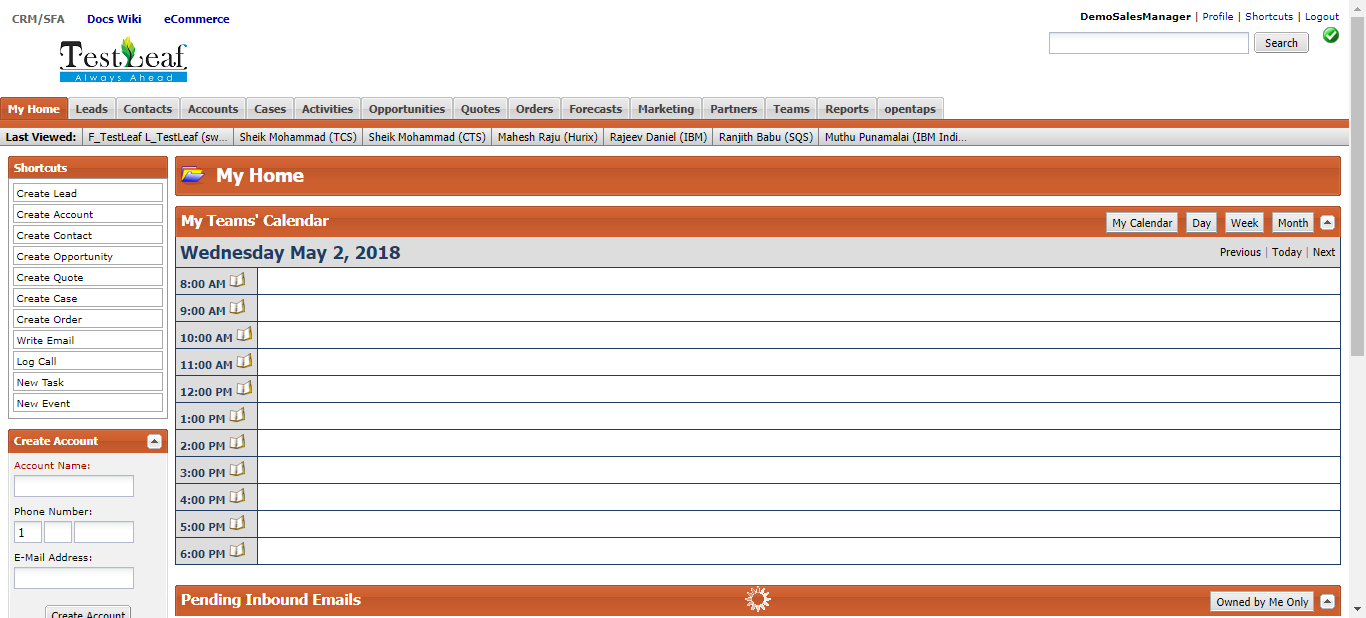 CRM/SFA Docs Wiki eCommerce
DemoSalesManager | Profile | Shortcuts | Logout
Search
TestLeaf
Always Ahead
My Home Leads Contacts Accounts Cases Activities Opportunities Quotes Orders Forecasts Marketing Partners Teams Reports opentaps
Last Viewed: F_TestLeaf L_TestLeaf (sw... Sheik Mohammad (TCS) Sheik Mohammad (CTS) Mahesh Raju (Hurix) Rajeev Daniel (IBM) Ranjith Babu (SQS) Muthu Punamalai (IBM Indi...
Shortcuts
Create Lead
Create Account
Create Contact
Create Opportunity
Create Quote
Create Case
Create Order
Write Email
Log Call
New Task
New Event
Create Account
Account Name:
Phone Number:
1
E-Mail Address:
Create Account
My Home
My Teams' Calendar My Calendar Day Week Month
Wednesday May 2, 2018 Previous | Today | Next
8:00 AM
9:00 AM
10:00 AM
11:00 AM
12:00 PM
1:00 PM
2:00 PM
3:00 PM
4:00 PM
5:00 PM
6:00 PM
Pending Inbound Emails Owned by Me Only